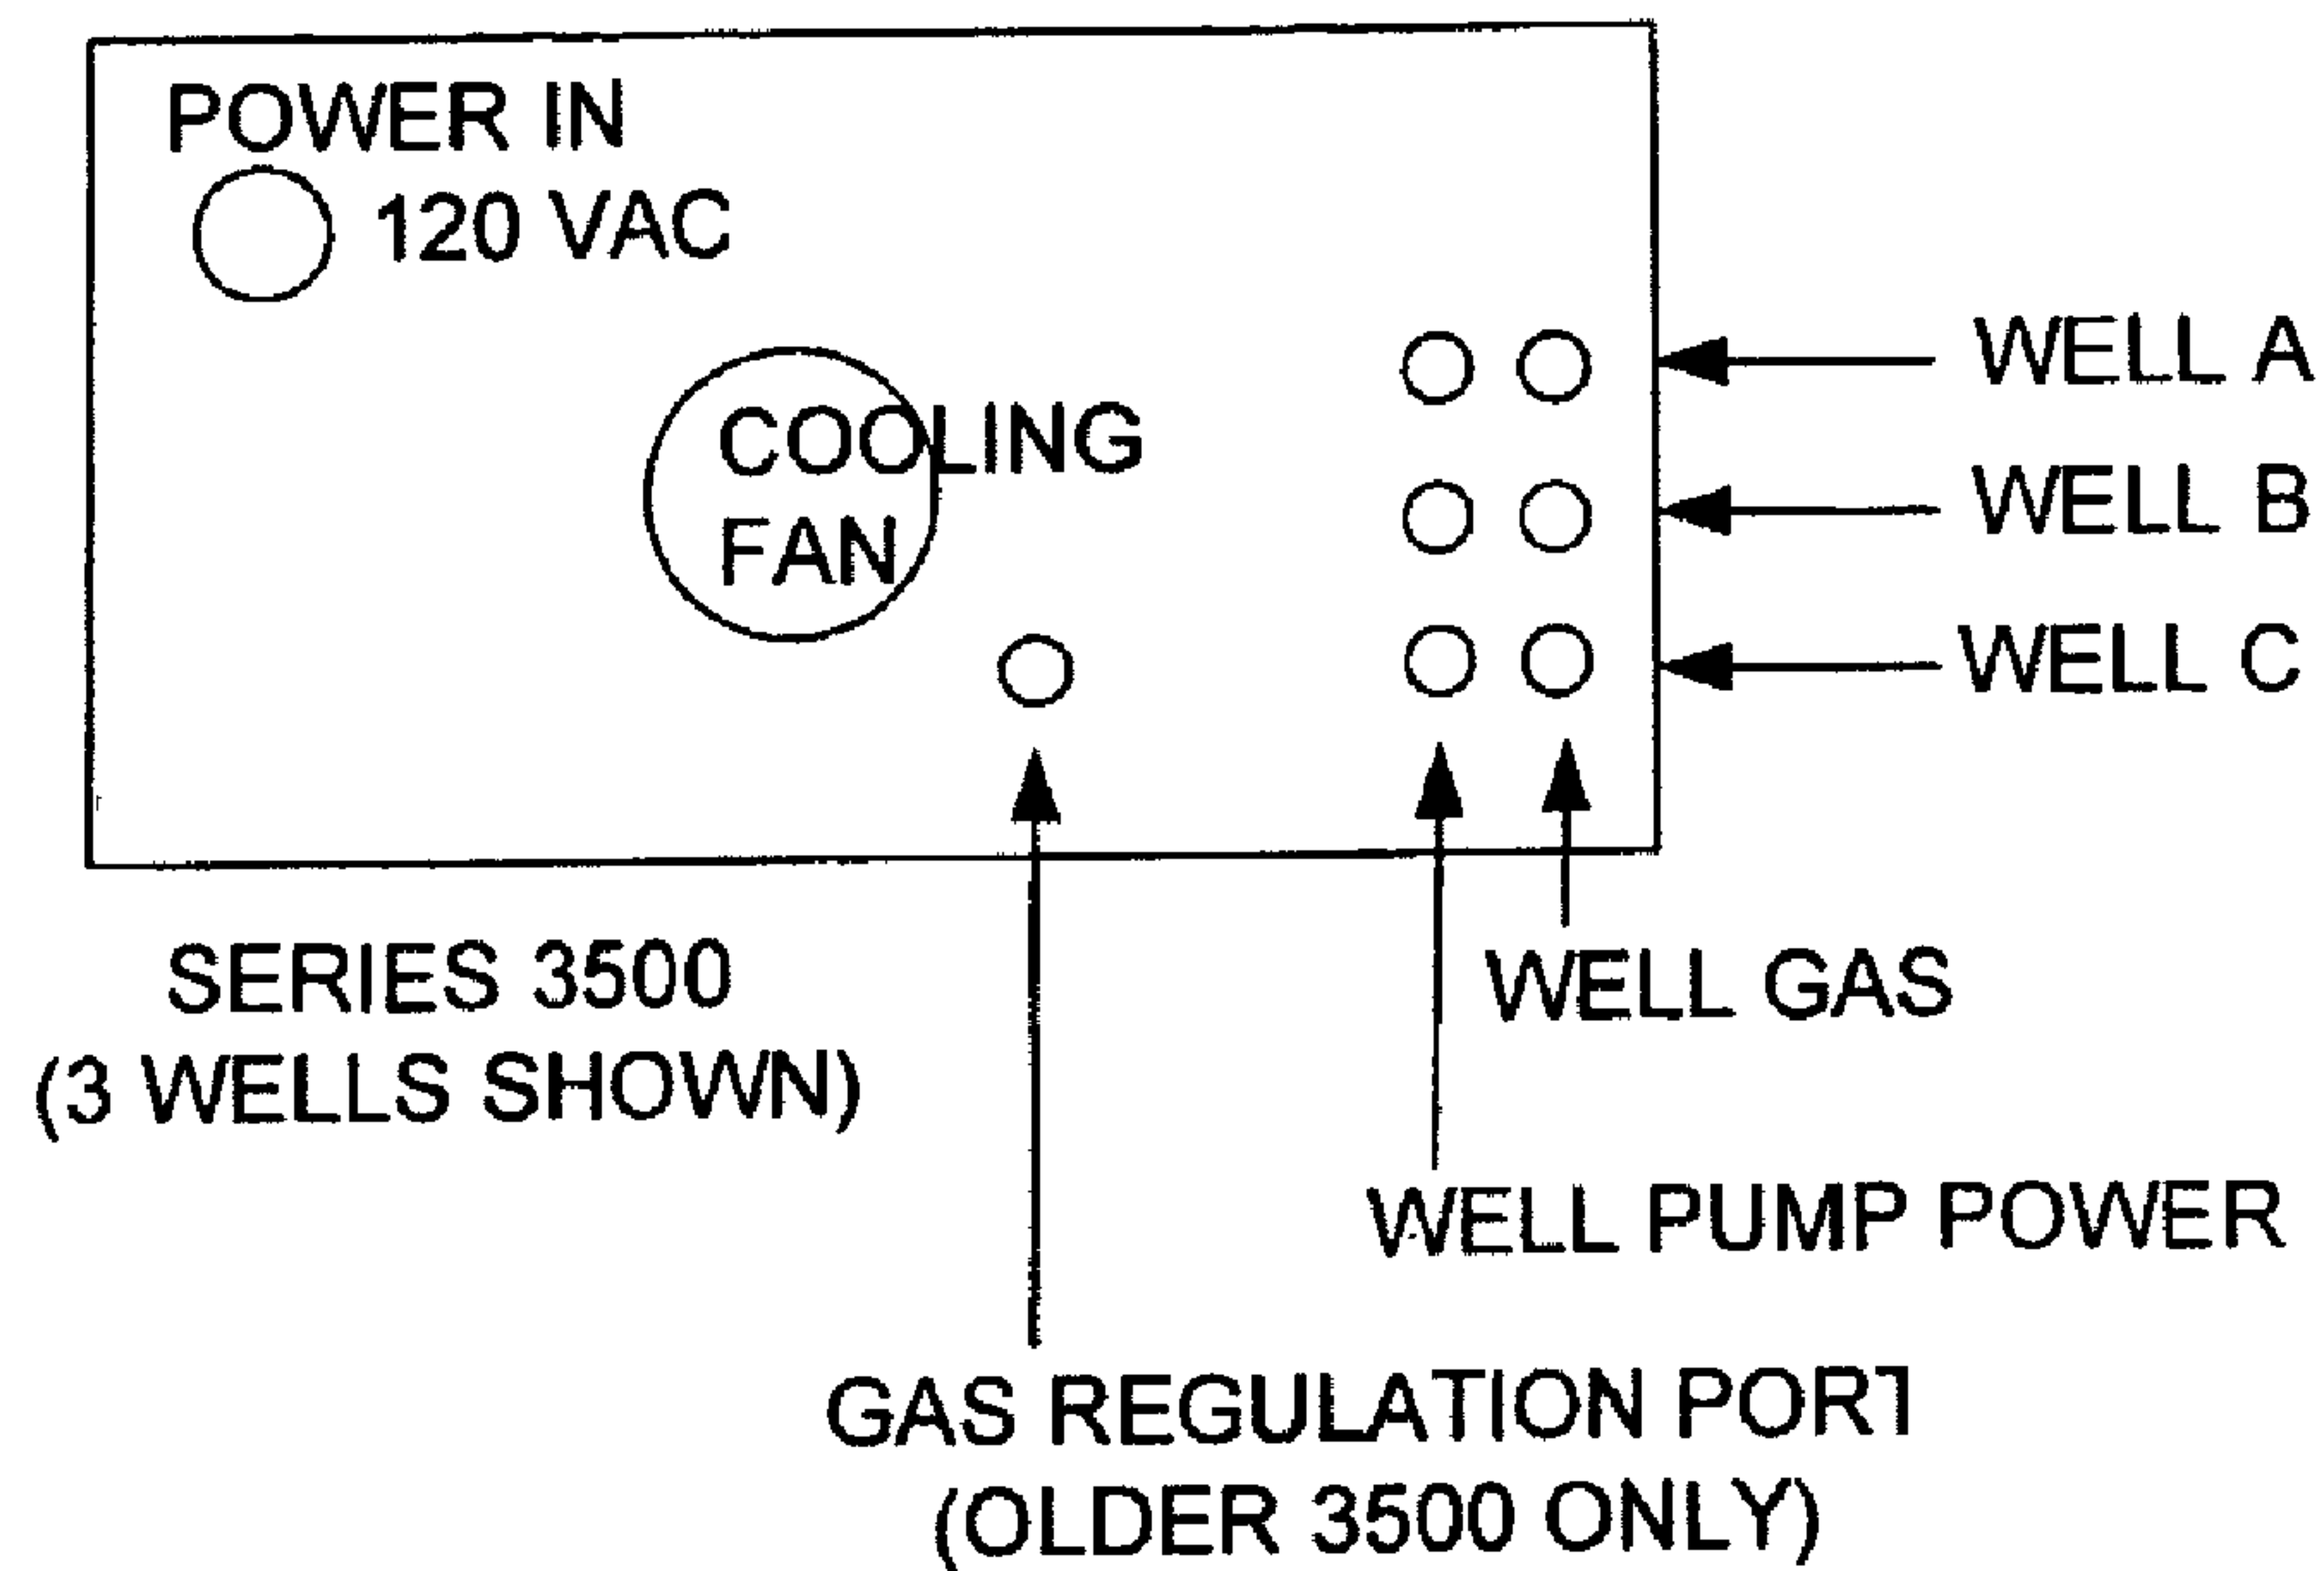 POWER IN
120 VAC
COOLING
FAN
WELL A
WELL B
WELL C
SERIES 3500
(3 WELLS SHOWN)
WELL GAS
WELL PUMP POWER
GAS REGULATION PORT
(OLDER 3500 ONLY)